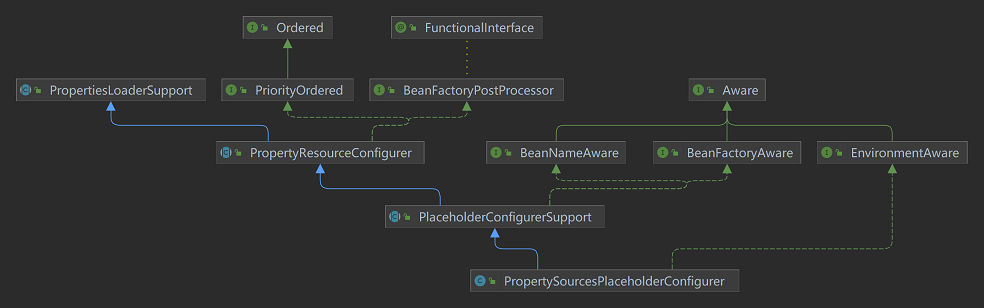 Ordered
FunctionalInterface
PropertiesLoaderSupport
PriorityOrdered
BeanFactoryPostProcessor
Aware
PropertyResourceConfigurer
BeanNameAware
BeanFactoryAware
EnvironmentAware
PlaceholderConfigurerSupport
PropertySourcesPlaceholderConfigurer